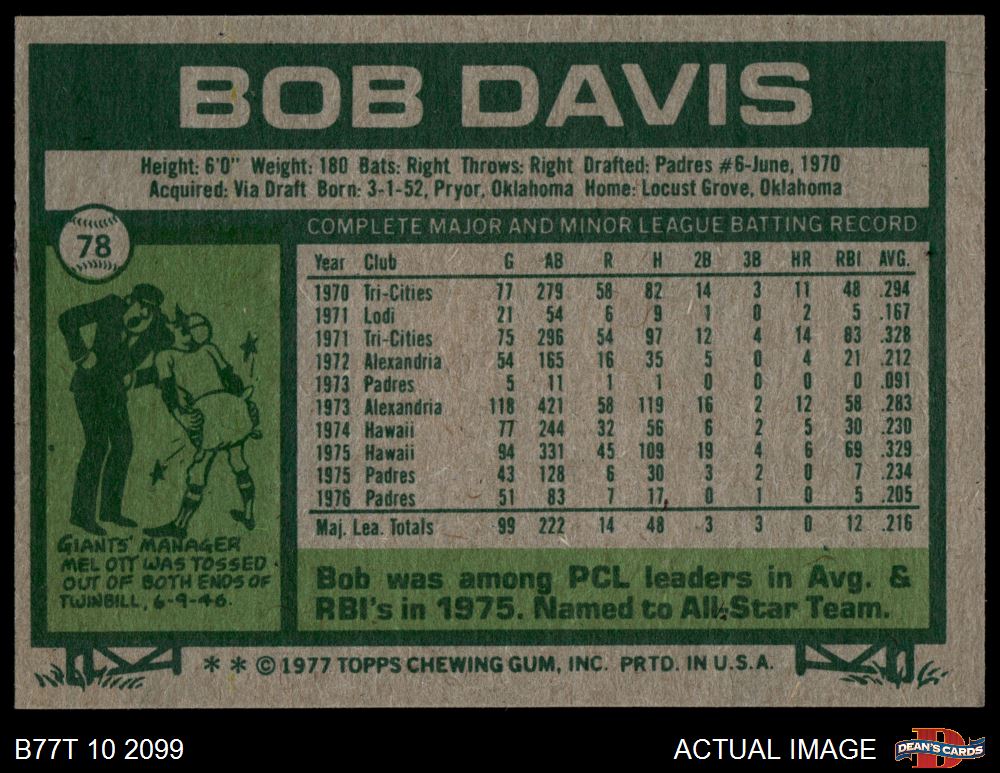 BOB DAVIS
Height: 6'0" Weight: 180 Bats: Right Throws: Right Drafted: Padres #6-June, 1970
Acquired: Via Draft Born: 3-1-52, Pryor, Oklahoma Home: Locust Grove, Oklahoma
78
COMPLETE MAJOR AND MINOR LEAGUE BATTING RECORD
Year Club G AB R H 2B 3B HR RBI AVG.
1970 Tri-Cities 77 279 58 82 14 3 11 48 .294
1971 Lodi 21 54 6 9 1 0 2 5 .167
1971 Tri-Cities 75 296 54 97 12 4 14 83 .328
1972 Alexandria 54 165 16 35 5 0 4 21 .212
1973 Padres 5 11 1 1 0 0 0 0 .091
1973 Alexandria 118 421 58 119 16 2 12 58 .283
1974 Hawaii 77 244 32 56 6 2 5 30 .230
1975 Hawaii 94 331 45 109 19 4 6 69 .329
1975 Padres 43 128 6 30 3 2 0 7 .234
1976 Padres 51 83 7 17 0 1 0 5 .205
Maj. Lea. Totals 99 222 14 48 3 3 0 12 .216
GIANTS' MANAGER
MEL OTT WAS TOSSED
OUT OF BOTH ENDS OF
TWINBILL, 6-9-46.
Bob was among PCL leaders in Avg. &
RBI's in 1975. Named to All-Star Team.
* * © 1977 TOPPS CHEWING GUM, INC. PRTD. IN U.S.A.
B77T 10 2099
ACTUAL IMAGE
D
DEAN'S CARDS